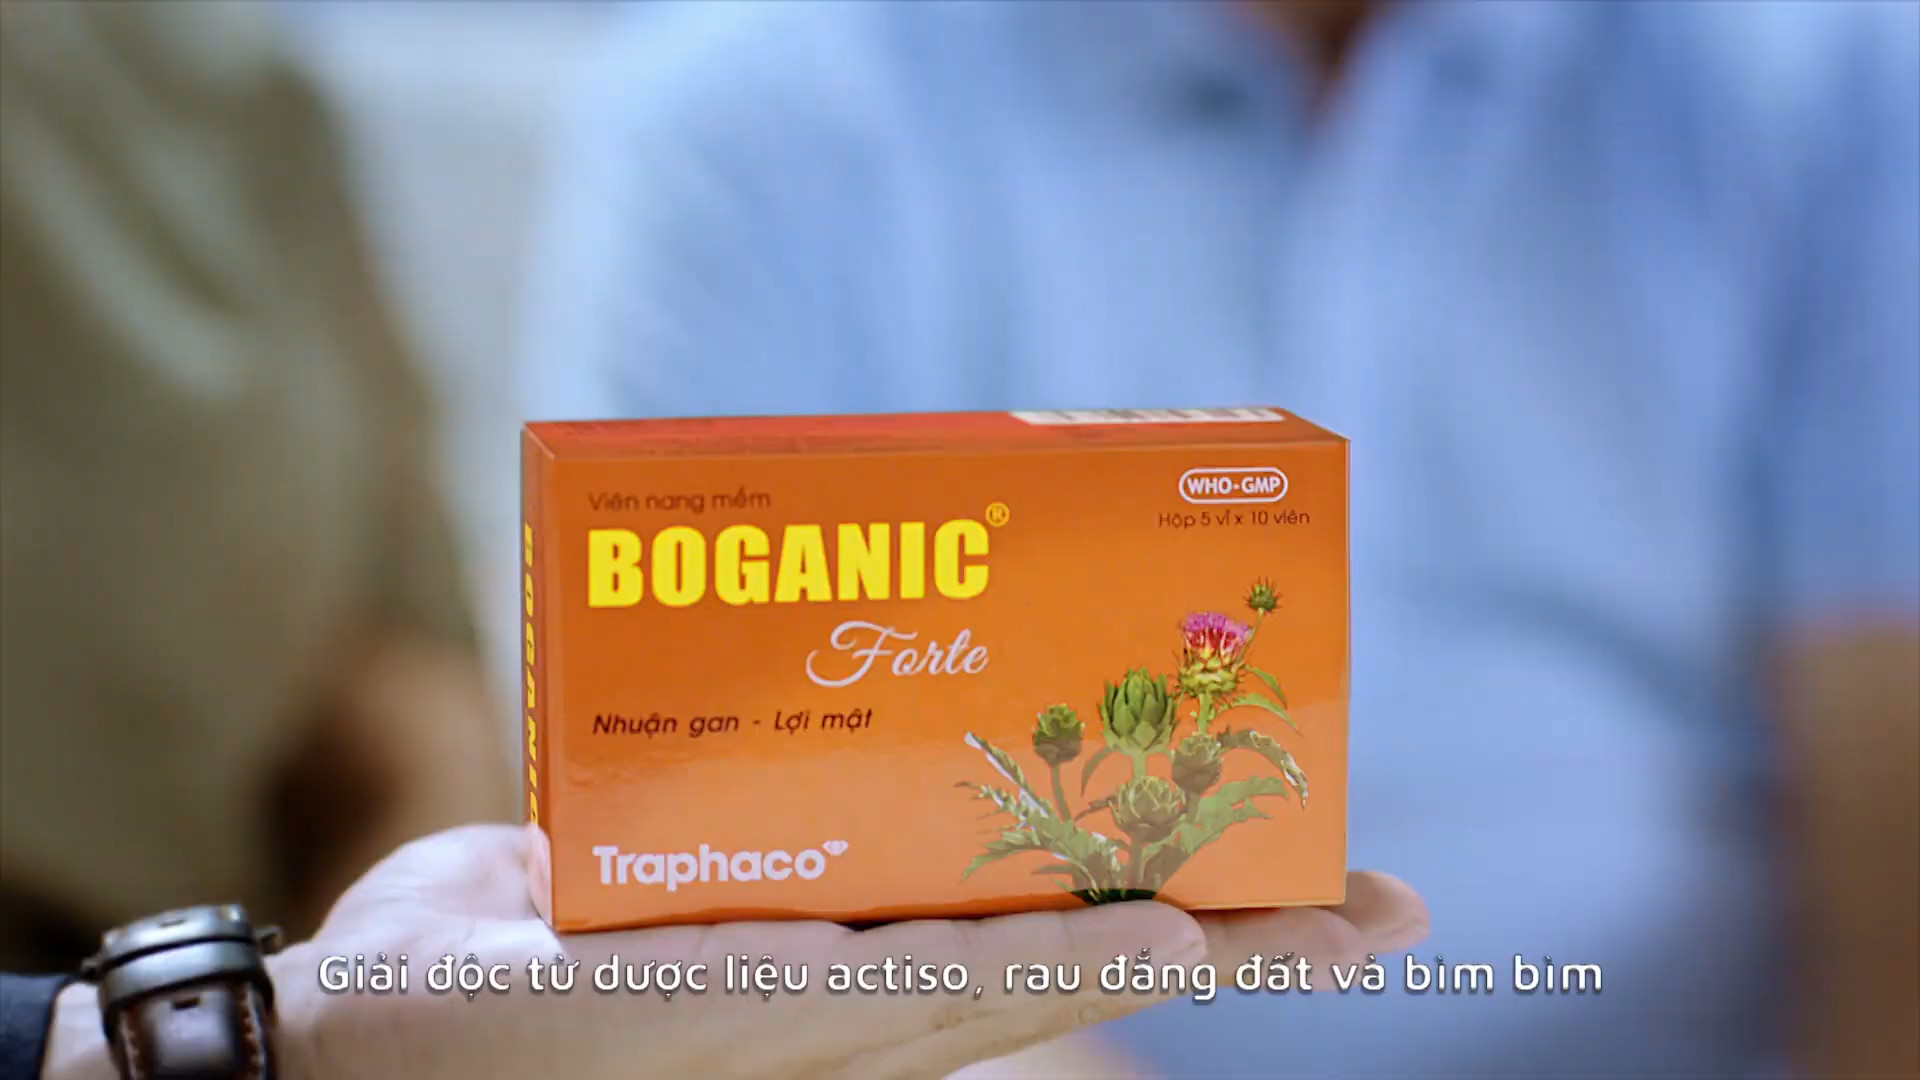 Viên nang mềm
BOGANIC®
Forte
Nhuận gan - Lợi mật
Traphaco
WHO-GMP
Hộp 5 vỉ x 10 viên
BOGANIC
Giải độc từ dược liệu actiso, rau đắng đất và bìm bìm